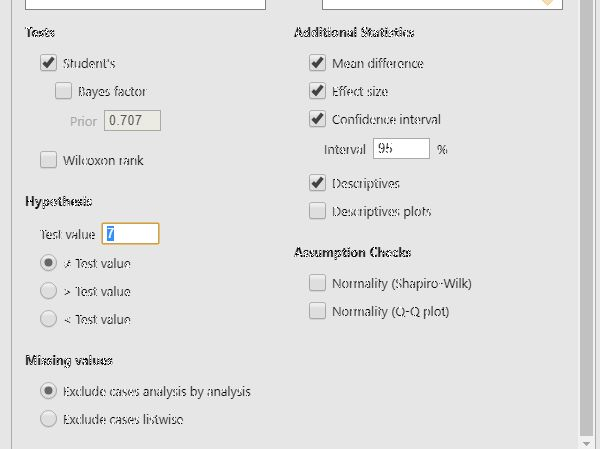 Tests
Student's
Bayes factor
Prior 0.707
Wilcoxon rank
Hypothesis
Test value 7
≠ Test value
> Test value
< Test value
Missing values
Exclude cases analysis by analysis
Exclude cases listwise
Additional Statistics
Mean difference
Effect size
Confidence interval
Interval 95 %
Descriptives
Descriptives plots
Assumption Checks
Normality (Shapiro-Wilk)
Normality (Q-Q plot)